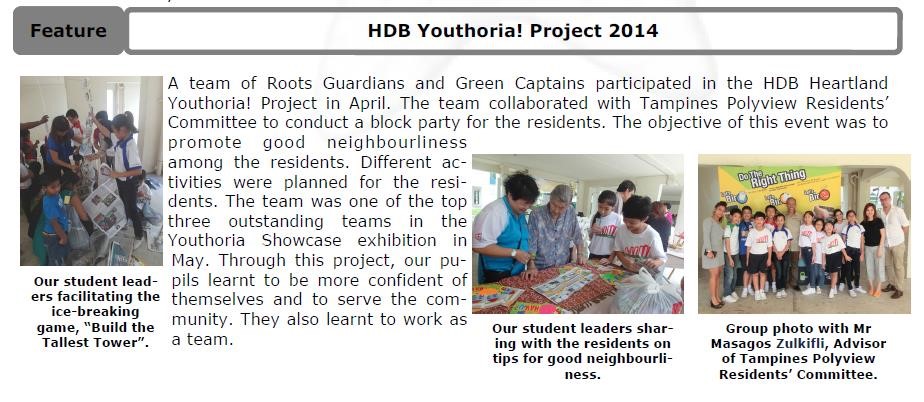 Feature
HDB Youthoria! Project 2014
A team of Roots Guardians and Green Captains participated in the HDB Heartland
Youthoria! Project in April. The team collaborated with Tampines Polyview Residents’
Committee to conduct a block party for the residents. The objective of this event was to
promote good neighbourliness
among the residents. Different ac-
tivities were planned for the resi-
dents. The team was one of the top
three outstanding teams in the
Youthoria Showcase exhibition in
May. Through this project, our pu-
pils learnt to be more confident of
themselves and to serve the com-
munity. They also learnt to work as
a team.
Our student lead-
ers facilitating the
ice-breaking
game, “Build the
Tallest Tower”.
Our student leaders shar-
ing with the residents on
tips for good neighbourli-
ness.
Do The
Right Thing
Group photo with Mr
Masagos Zulkifli, Advisor
of Tampines Polyview
Residents’ Committee.